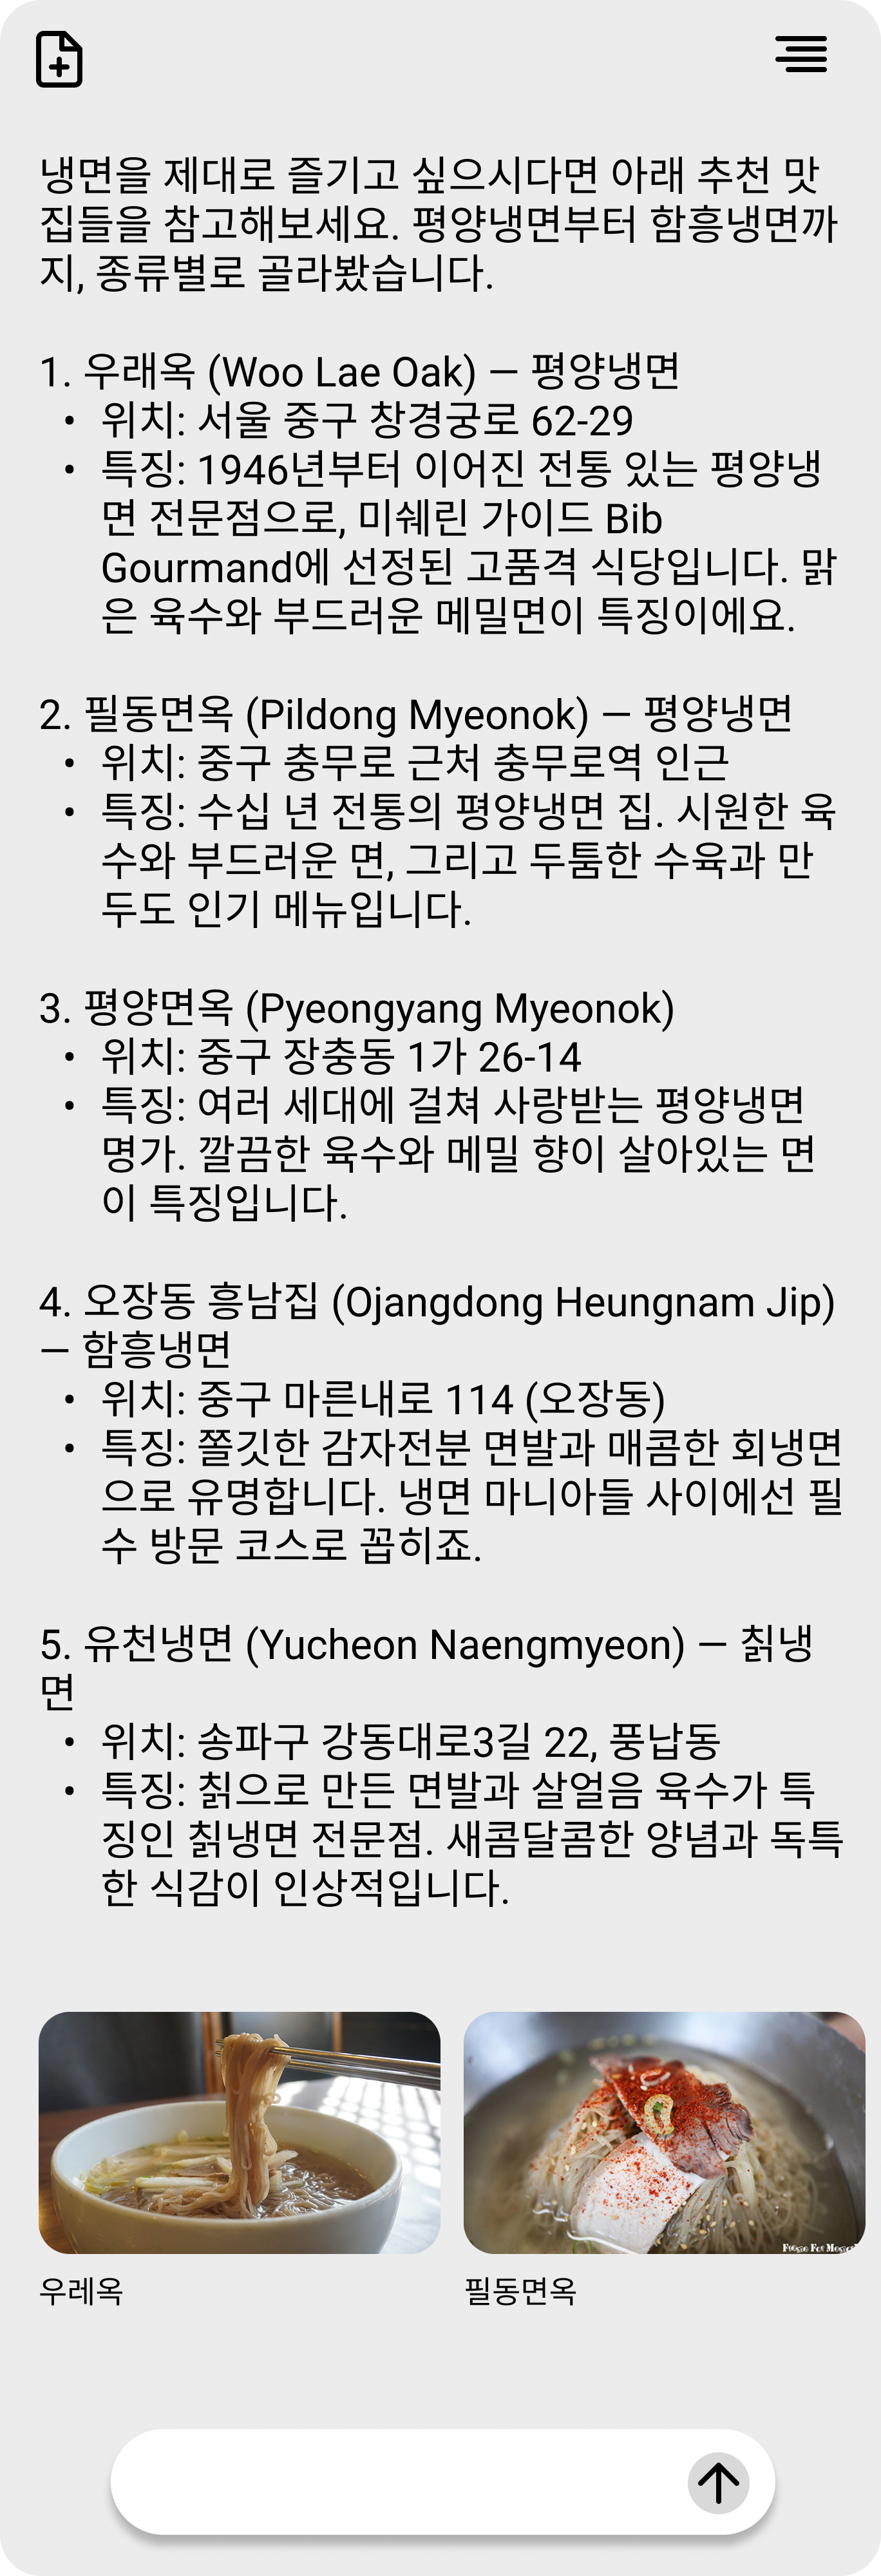 냉면을 제대로 즐기고 싶으시다면 아래 추천 맛
집들을 참고해보세요. 평양냉면부터 함흥냉면까
지, 종류별로 골라봤습니다.
1. 우래옥 (Woo Lae Oak) – 평양냉면
• 위치: 서울 중구 창경궁로 62-29
• 특징: 1946년부터 이어진 전통 있는 평양냉
면 전문점으로, 미쉐린 가이드 Bib
Gourmand에 선정된 고품격 식당입니다. 맑
은 육수와 부드러운 메밀면이 특징이에요.
2. 필동면옥 (Pildong Myeonok) – 평양냉면
• 위치: 중구 충무로 근처 충무로역 인근
• 특징: 수십 년 전통의 평양냉면 집. 시원한 육
수와 부드러운 면, 그리고 두툼한 수육과 만
두도 인기 메뉴입니다.
3. 평양면옥 (Pyeongyang Myeonok)
• 위치: 중구 장충동 1가 26-14
• 특징: 여러 세대에 걸쳐 사랑받는 평양냉면
명가. 깔끔한 육수와 메밀 향이 살아있는 면
이 특징입니다.
4. 오장동 흥남집 (Ojangdong Heungnam Jip)
– 함흥냉면
• 위치: 중구 마른내로 114 (오장동)
• 특징: 쫄깃한 감자전분 면발과 매콤한 회냉면
으로 유명합니다. 냉면 마니아들 사이에선 필
수 방문 코스로 꼽히죠.
5. 유천냉면 (Yucheon Naengmyeon) – 칡냉
면
• 위치: 송파구 강동대로3길 22, 풍납동
• 특징: 칡으로 만든 면발과 살얼음 육수가 특
징인 칡냉면 전문점. 새콤달콤한 양념과 독특
한 식감이 인상적입니다.
우레옥
필동면옥